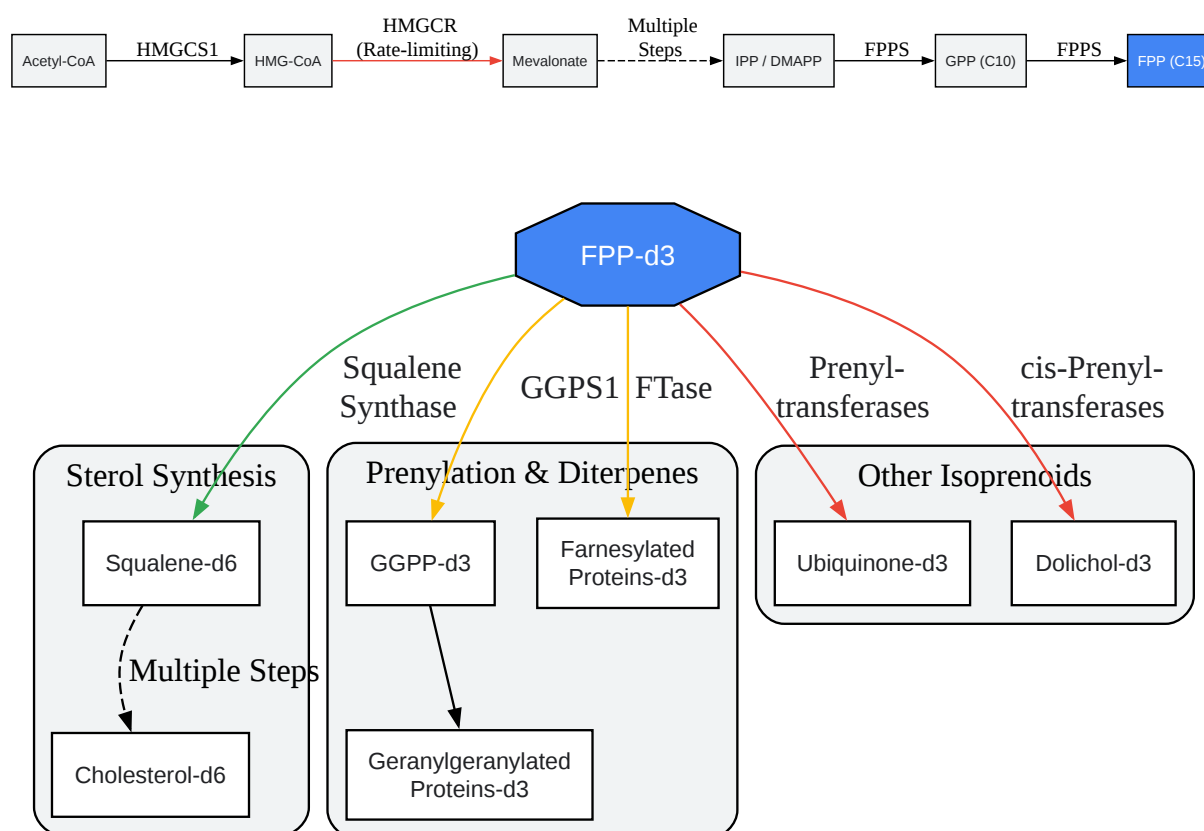 Acetyl-CoA
HMGCS1
HMG-CoA
HMGCR
(Rate-limiting)
Mevalonate
Multiple
Steps
IPP / DMAPP
FPPS
GPP (C10)
FPPS
FPP (C15)
FPP-d3
Squalene
Synthase
GGPS1
FTase
Prenyl-
transferases
cis-Prenyl-
transferases
Sterol Synthesis
Prenylation & Diterpenes
Other Isoprenoids
Squalene-d6
GGPP-d3
Farnesylated
Proteins-d3
Ubiquinone-d3
Dolichol-d3
Multiple Steps
Cholesterol-d6
Geranylgeranylated
Proteins-d3